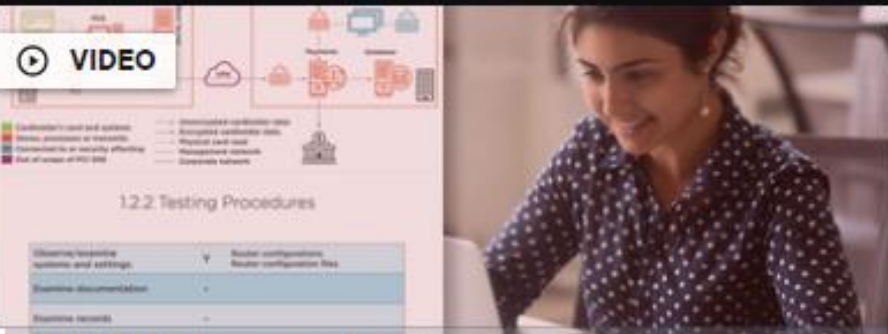 VIDEO
Cardholder's card and systems
Stores, processes or transmits
Connected to or security affecting
Out of scope of PCI DSS
Unencrypted cardholder data
Encrypted cardholder data
Physical card read
Management network
Corporate network
1.2.2 Testing Procedures
Observe/examine
systems and settings
Y
Router configurations
Router configuration files
Examine documentation
-
Examine records
-